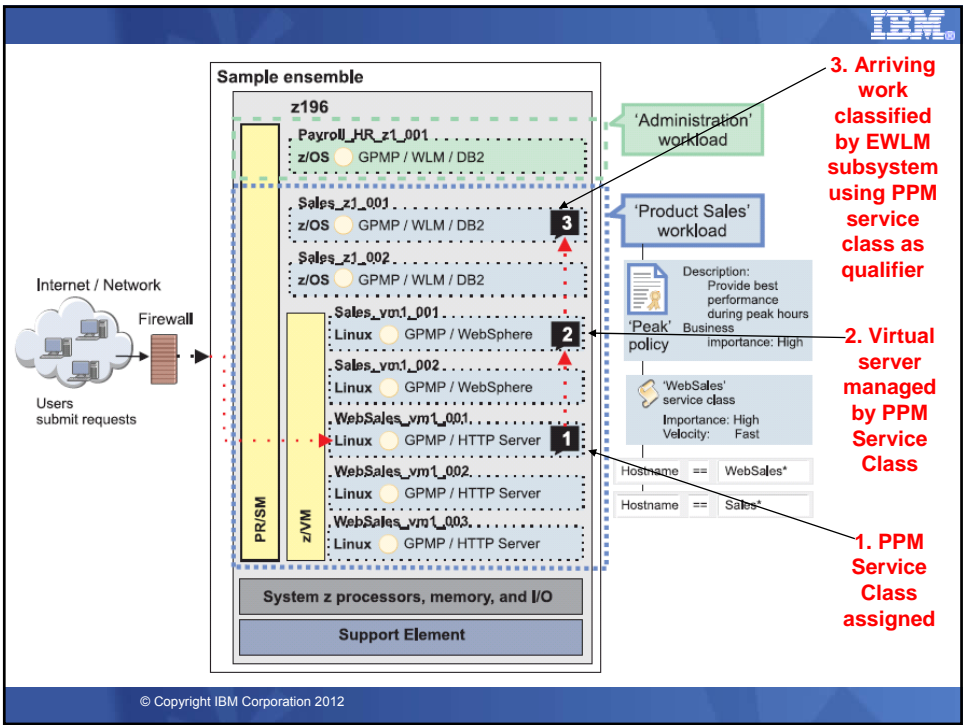 IBM®
Sample ensemble
z196
Payroll_HR_z1_001
z/OS GPMP / WLM / DB2
Sales_z1_001
z/OS GPMP / WLM / DB2
3
Sales_z1_002
z/OS GPMP / WLM / DB2
Sales_vm1_001
Linux GPMP / WebSphere
2
Sales_vm1_002
Linux GPMP / WebSphere
WebSales_vm1_001
Linux GPMP / HTTP Server
1
WebSales_vm1_002
Linux GPMP / HTTP Server
WebSales_vm1_003
Linux GPMP / HTTP Server
PR/SM
z/VM
System z processors, memory, and I/O
Support Element
Internet / Network
Firewall
Users
submit requests
'Administration'
workload
'Product Sales'
workload
'Peak'
policy
Description:
Provide best
performance
during peak hours
Business
importance: High
'WebSales'
service class
Importance: High
Velocity: Fast
Hostname == WebSales*
Hostname == Sales*
3. Arriving
work
classified
by EWLM
subsystem
using PPM
service
class as
qualifier
2. Virtual
server
managed
by PPM
Service
Class
1. PPM
Service
Class
assigned
© Copyright IBM Corporation 2012